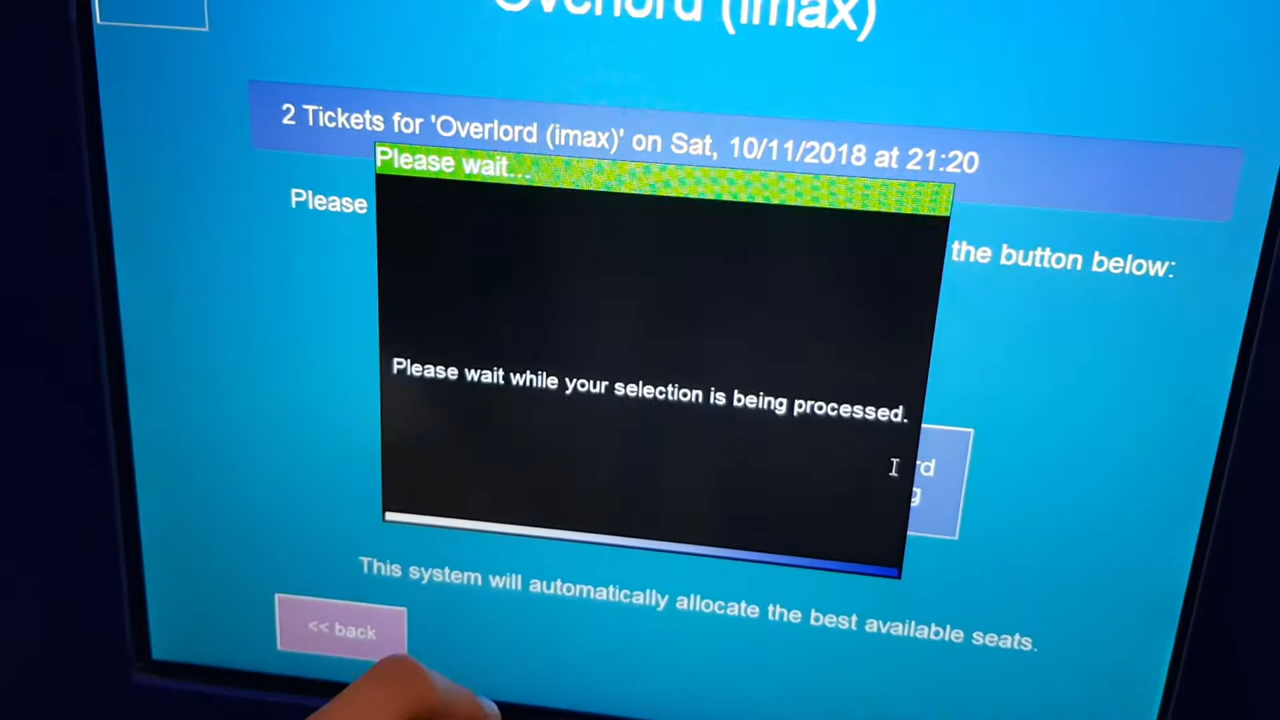 Overlord (imax)
2 Tickets for 'Overlord (imax)' on Sat, 10/11/2018 at 21:20
Please wait...
Please
the button below:
Please wait while your selection is being processed.
rd
g
This system will automatically allocate the best available seats.
<< back